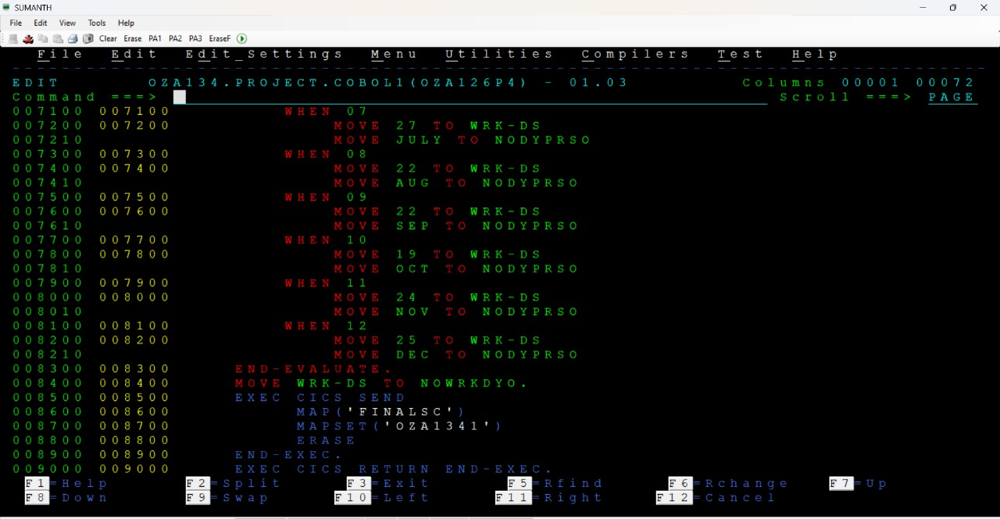 SUMANTH
File Edit View Tools Help
Clear Erase PA1 PA2 PA3 EraseF
File Edit Edit_Settings Menu Utilities Compilers Test Help
EDIT OZA134.PROJECT.COBOL1(OZA126P4) - 01.03 Columns 00001 00072
Command ===> Scroll ===> PAGE
007100 007100 WHEN 07
007200 007200 MOVE 27 TO WRK-DS
007210 MOVE JULY TO NODYPRSO
007300 007300 WHEN 08
007400 007400 MOVE 22 TO WRK-DS
007410 MOVE AUG TO NODYPRSO
007500 007500 WHEN 09
007600 007600 MOVE 22 TO WRK-DS
007610 MOVE SEP TO NODYPRSO
007700 007700 WHEN 10
007800 007800 MOVE 19 TO WRK-DS
007810 MOVE OCT TO NODYPRSO
007900 007900 WHEN 11
008000 008000 MOVE 24 TO WRK-DS
008010 MOVE NOV TO NODYPRSO
008100 008100 WHEN 12
008200 008200 MOVE 25 TO WRK-DS
008210 MOVE DEC TO NODYPRSO
008300 008300 END-EVALUATE.
008400 008400 MOVE WRK-DS TO NOWRKDYO.
008500 008500 EXEC CICS SEND
008600 008600 MAP('FINALSC')
008700 008700 MAPSET('OZA1341')
008800 008800 ERASE
008900 008900 END-EXEC.
009000 009000 EXEC CICS RETURN END-EXEC.
F1=Help F2=Split F3=Exit F5=Rfind F6=Rchange F7=Up
F8=Down F9=Swap F10=Left F11=Right F12=Cancel